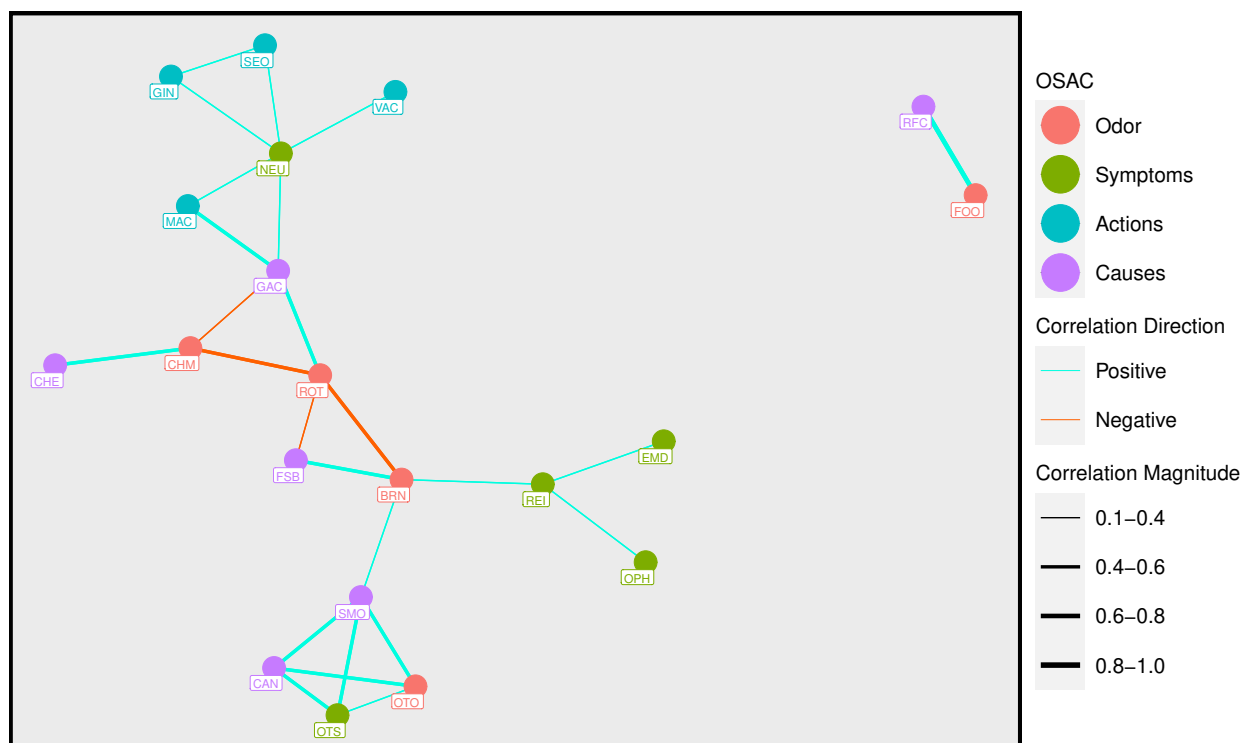 SEO
GIN
VAC
RFC
NEU
FOO
MAC
GAC
CHM
CHE
ROT
EMD
FSB
BRN
REI
OPH
SMO
CAN
OTO
OTS
OSAC
Odor
Symptoms
Actions
Causes
Correlation Direction
Positive
Negative
Correlation Magnitude
0.1−0.4
0.4−0.6
0.6−0.8
0.8−1.0